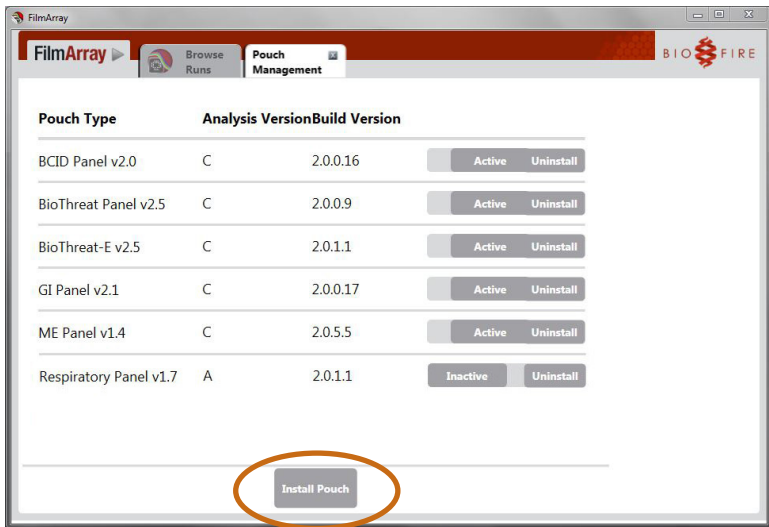 FilmArray
FilmArray
Browse Runs
Pouch Management
BIO FIRE
Pouch Type Analysis VersionBuild Version
BCID Panel v2.0 C 2.0.0.16 Active Uninstall
BioThreat Panel v2.5 C 2.0.0.9 Active Uninstall
BioThreat-E v2.5 C 2.0.1.1 Active Uninstall
GI Panel v2.1 C 2.0.0.17 Active Uninstall
ME Panel v1.4 C 2.0.5.5 Active Uninstall
Respiratory Panel v1.7 A 2.0.1.1 Inactive Uninstall
Install Pouch